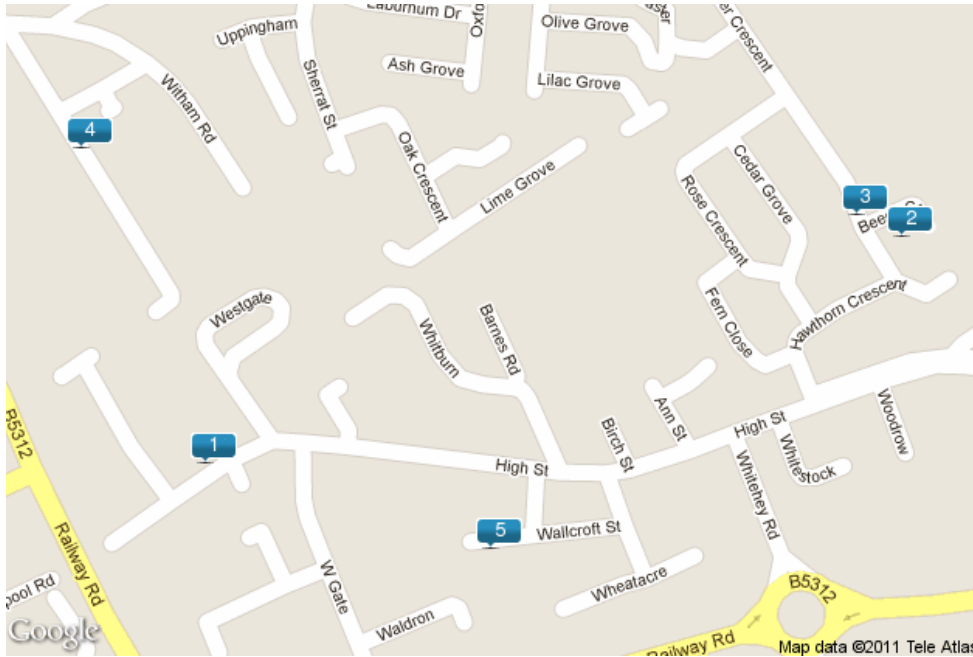 Laburnum Dr
Olive Grove
Uppingham
Ash Grove
Lilac Grove
Sherrat St
Witham Rd
4
Oak Crescent
Lime Grove
Cedar Grove
Rose Crescent
3
2
Westgate
Whitburn
Barnes Rd
Fern Close
Hawthorn Crescent
B5312
1
High St
Birch St
Ann St
High St
Woodrow
Whitestock
Whitehey Rd
5
Wallcroft St
Railway Rd
W Gate
Wheatacre
B5312
Waldron
Railway Rd
Google
Map data ©2011 Tele Atlas